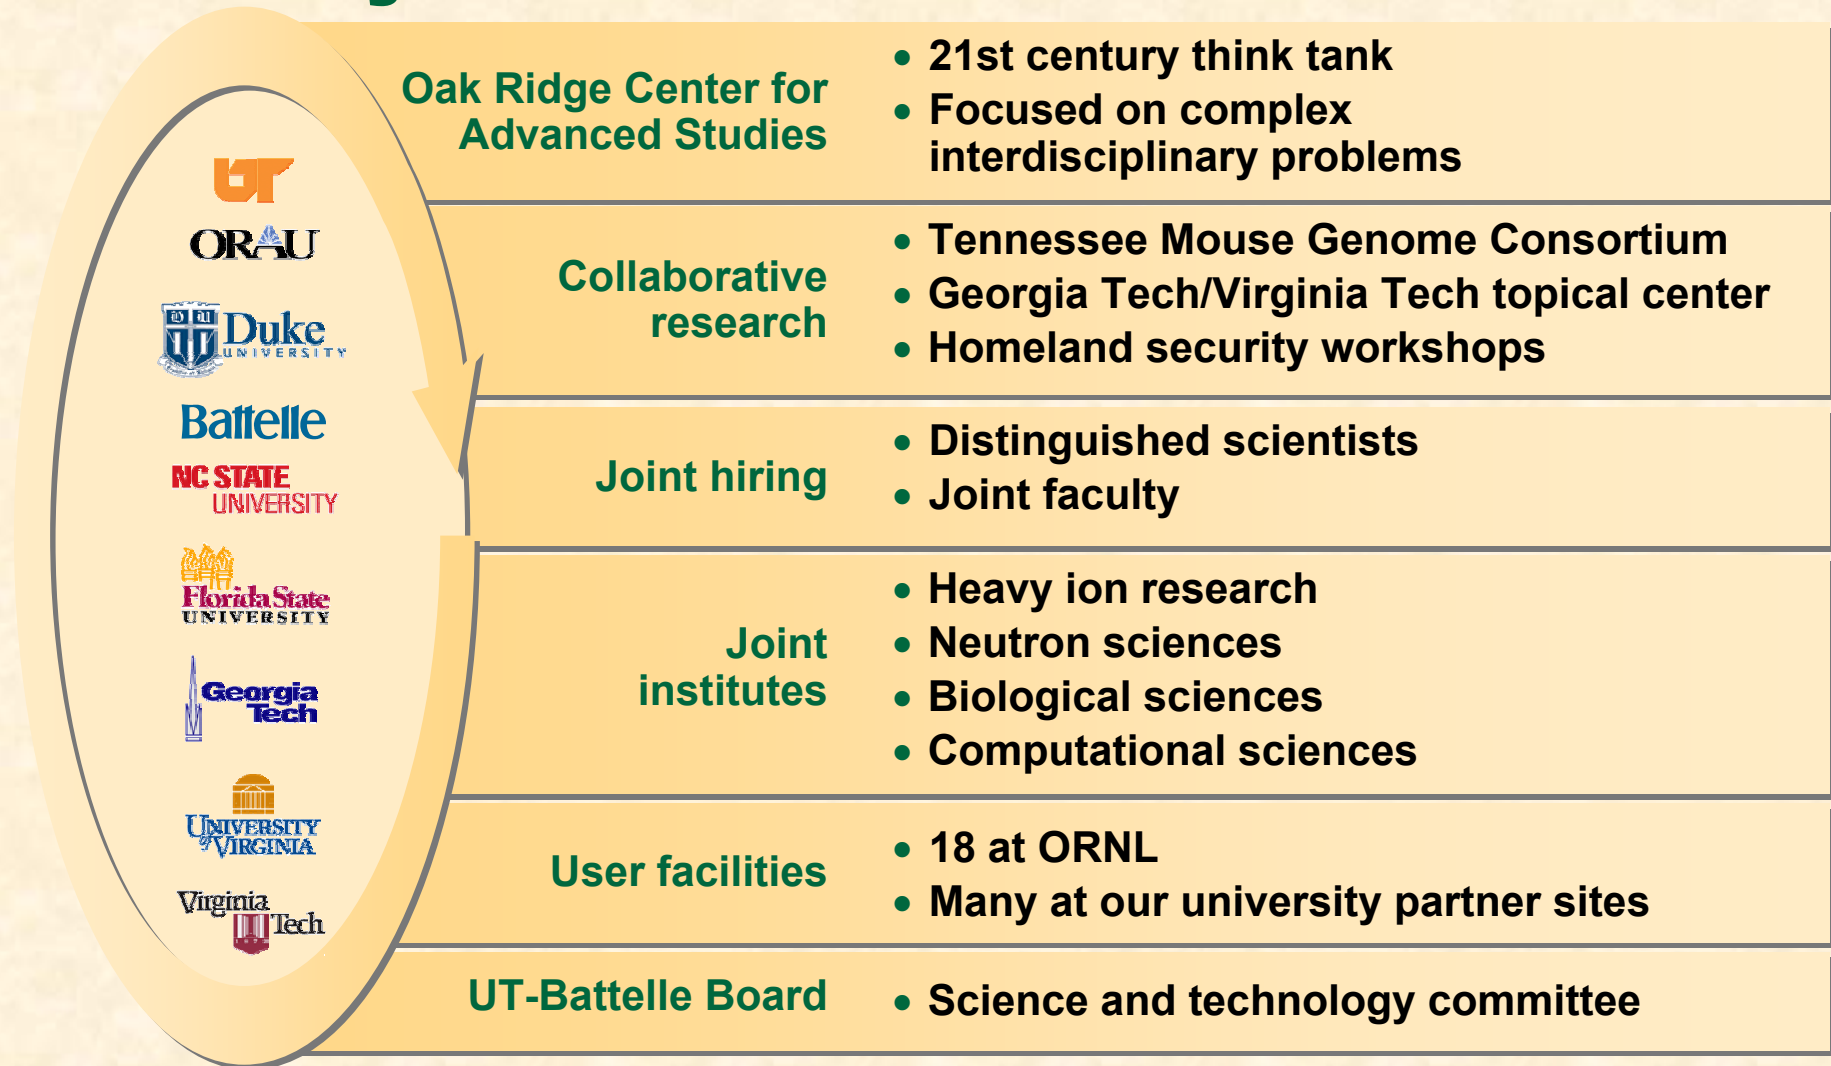 UT
ORAU
Duke
UNIVERSITY
Battelle
NC STATE
UNIVERSITY
Florida State
UNIVERSITY
Georgia
Tech
UNIVERSITY
of VIRGINIA
Virginia
Tech
Oak Ridge Center for
Advanced Studies
• 21st century think tank
• Focused on complex
interdisciplinary problems
Collaborative
research
• Tennessee Mouse Genome Consortium
• Georgia Tech/Virginia Tech topical center
• Homeland security workshops
Joint hiring
• Distinguished scientists
• Joint faculty
Joint
institutes
• Heavy ion research
• Neutron sciences
• Biological sciences
• Computational sciences
User facilities
• 18 at ORNL
• Many at our university partner sites
UT-Battelle Board
• Science and technology committee